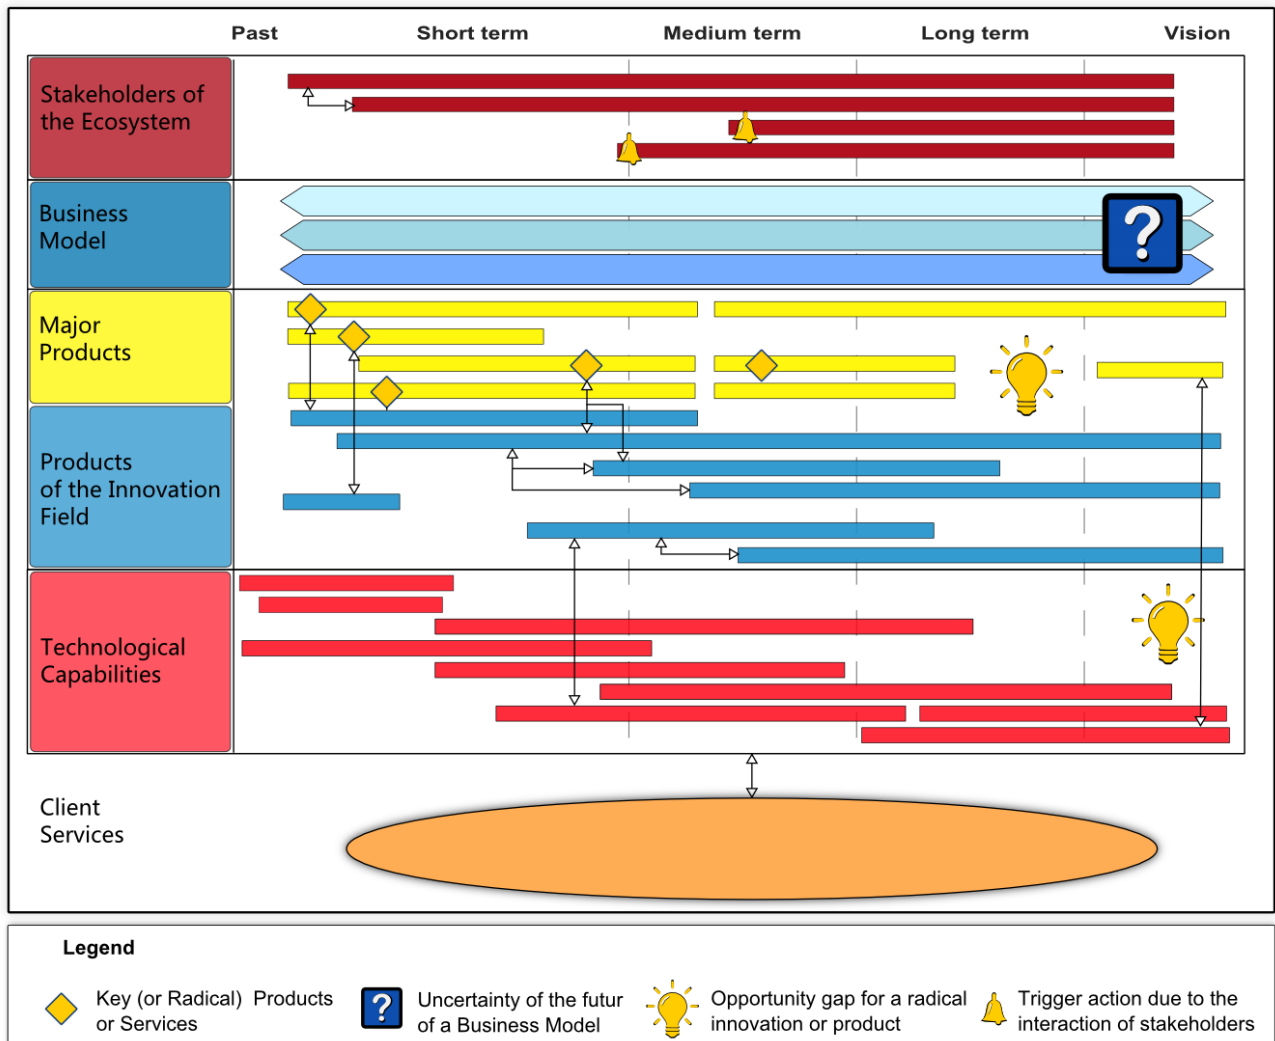 Past Short term Medium term Long term Vision
Stakeholders of
the Ecosystem
Business
Model
?
Major
Products
Products
of the Innovation
Field
Technological
Capabilities
Client
Services
Legend
Key (or Radical) Products
or Services
?
Uncertainty of the futur
of a Business Model
Opportunity gap for a radical
innovation or product
Trigger action due to the
interaction of stakeholders